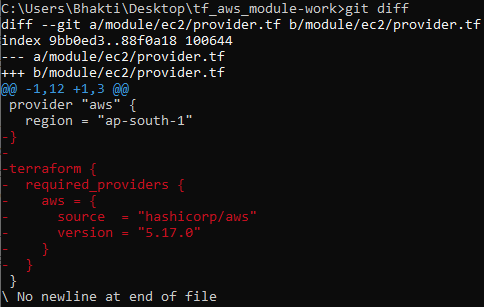 C:\Users\Bhakti\Desktop\tf_aws_module-work>git diff
diff --git a/module/ec2/provider.tf b/module/ec2/provider.tf
index 9bb0ed3..88f0a18 100644
--- a/module/ec2/provider.tf
+++ b/module/ec2/provider.tf
@@ -1,12 +1,3 @@
 provider "aws" {
   region = "ap-south-1"
-}
-
-terraform {
-  required_providers {
-    aws = {
-      source  = "hashicorp/aws"
-      version = "5.17.0"
-    }
-  }
 }
\ No newline at end of file